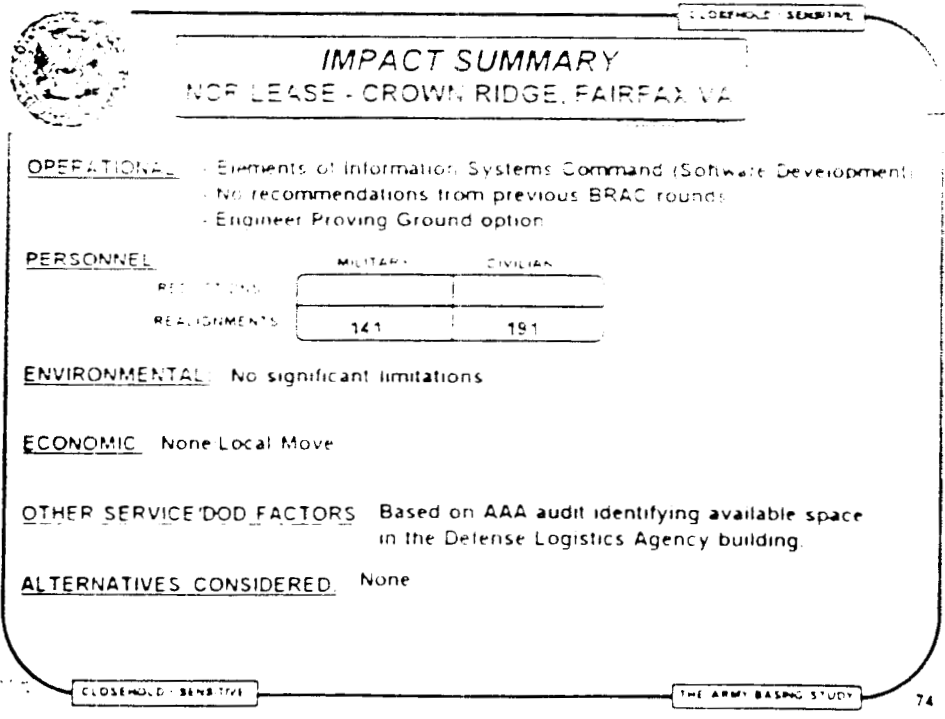 CLOSEHOLD - SENSITIVE
IMPACT SUMMARY
NCR LEASE - CROWN RIDGE, FAIRFAX VA
OPERATIONAL - Elements of Information Systems Command (Software Development)
- No recommendations from previous BRAC rounds
- Engineer Proving Ground option
PERSONNEL MILITARY CIVILIAN
REDUCTIONS
REALIGNMENTS 141 191
ENVIRONMENTAL: No significant limitations
ECONOMIC None Local Move
OTHER SERVICE/DOD FACTORS Based on AAA audit identifying available space
in the Defense Logistics Agency building.
ALTERNATIVES CONSIDERED: None
CLOSEHOLD - SENSITIVE THE ARMY BASING STUDY 74